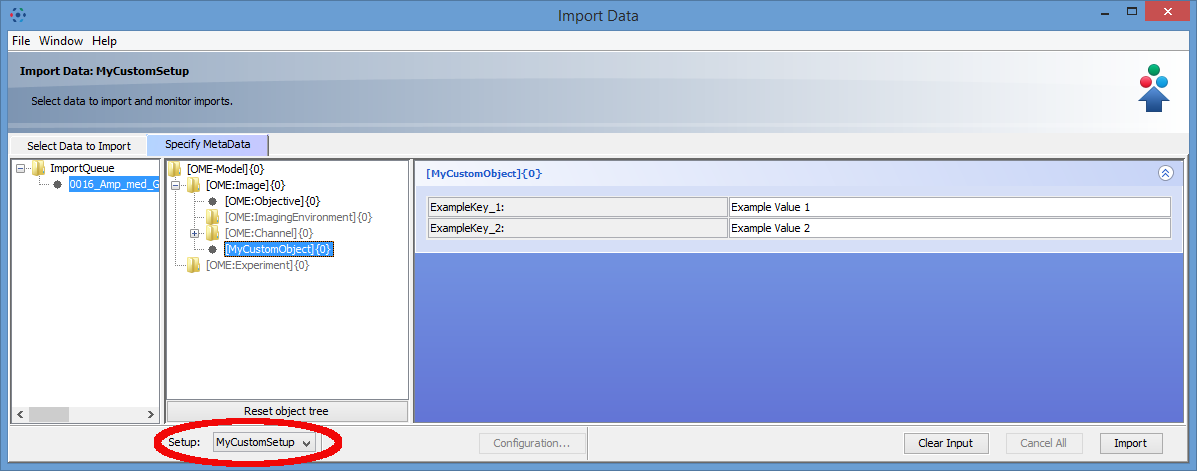 Import Data
File Window Help
Import Data: MyCustomSetup
Select data to import and monitor imports.
Select Data to Import
Specify MetaData
ImportQueue
0016_Amp_med_G
[OME-Model]{0}
[OME:Image]{0}
[OME:Objective]{0}
[OME:ImagingEnvironment]{0}
[OME:Channel]{0}
[MyCustomObject]{0}
[OME:Experiment]{0}
Reset object tree
[MyCustomObject]{0}
ExampleKey_1: Example Value 1
ExampleKey_2: Example Value 2
Setup: MyCustomSetup
Configuration...
Clear Input
Cancel All
Import